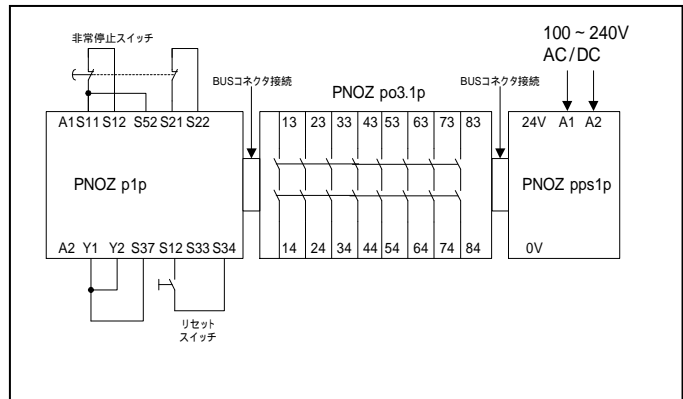 非常停止スイッチ
100 ~ 240V
AC/DC
BUSコネクタ接続
PNOZ po3.1p
BUSコネクタ接続
A1 S11 S12 S52 S21 S22
13 23 33 43 53 63 73 83
24V A1 A2
PNOZ p1p
PNOZ pps1p
A2 Y1 Y2 S37 S12 S33 S34
14 24 34 44 54 64 74 84
0V
リセット
スイッチ